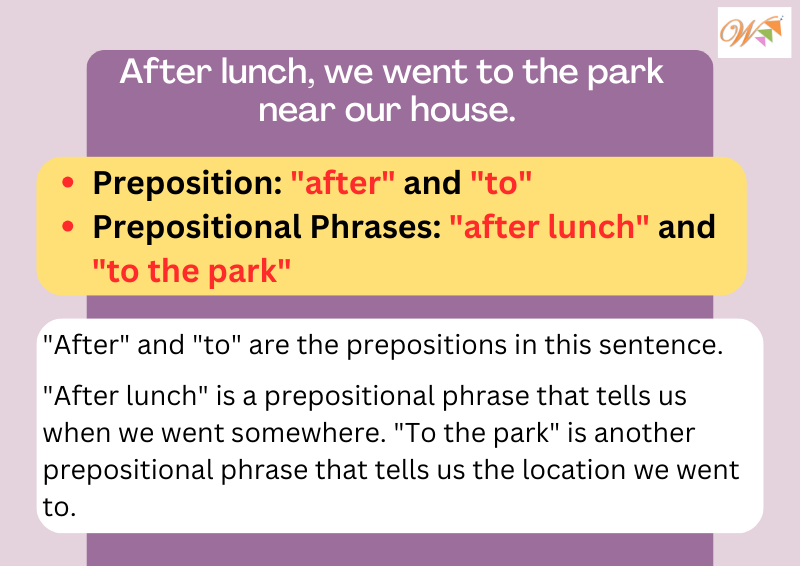 W
After lunch, we went to the park
near our house.
Preposition: "after" and "to"
Prepositional Phrases: "after lunch" and
"to the park"
"After" and "to" are the prepositions in this sentence.
"After lunch" is a prepositional phrase that tells us
when we went somewhere. "To the park" is another
prepositional phrase that tells us the location we went
to.